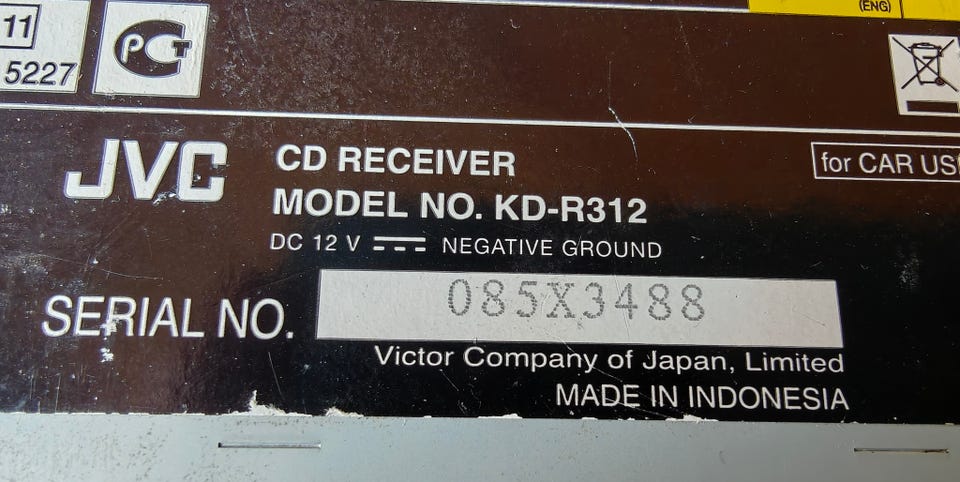 (ENG)
11
5227
PCT
JVC
CD RECEIVER
MODEL NO. KD-R312
for CAR US
DC 12 V NEGATIVE GROUND
SERIAL NO. 085X3488
Victor Company of Japan, Limited
MADE IN INDONESIA